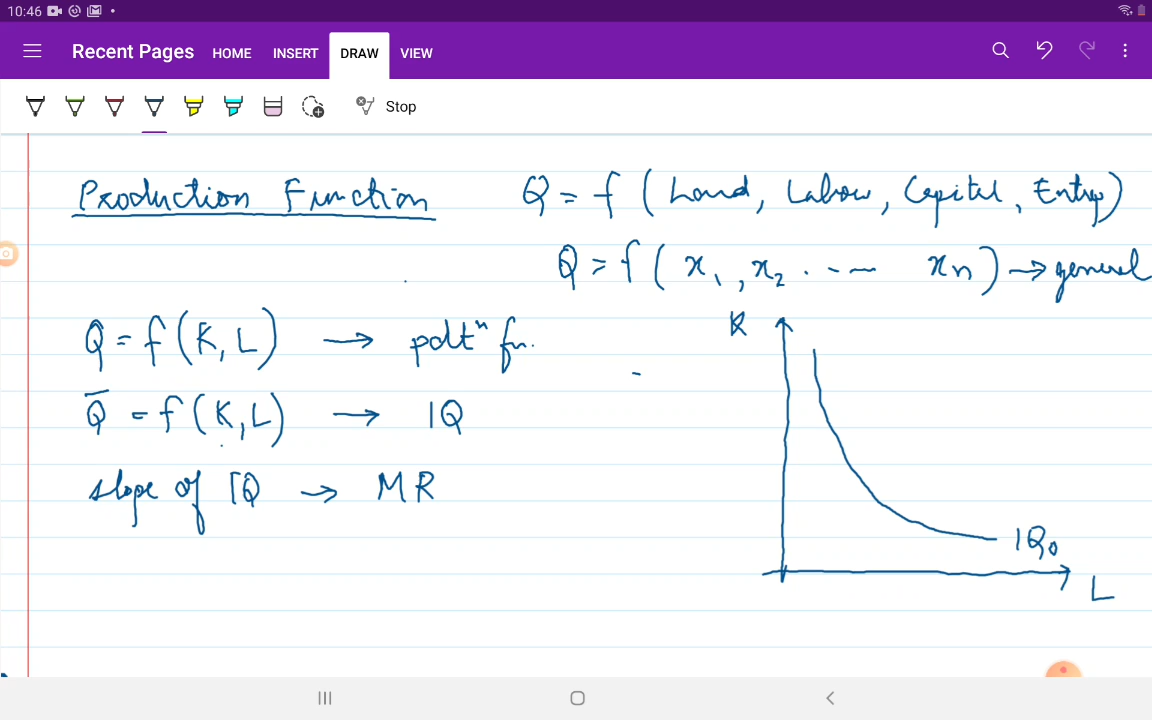 10:46
Recent Pages HOME INSERT DRAW VIEW
Stop
Production Function Q = f (Land, Labour, Capital, Entrp)
Q = f (x₁, x₂ . - - xn) → general
Q = f (K, L) → pdtⁿ fn.
Q̅ = f (K, L) → IQ
slope of IQ → MR
K
IQ₀
L